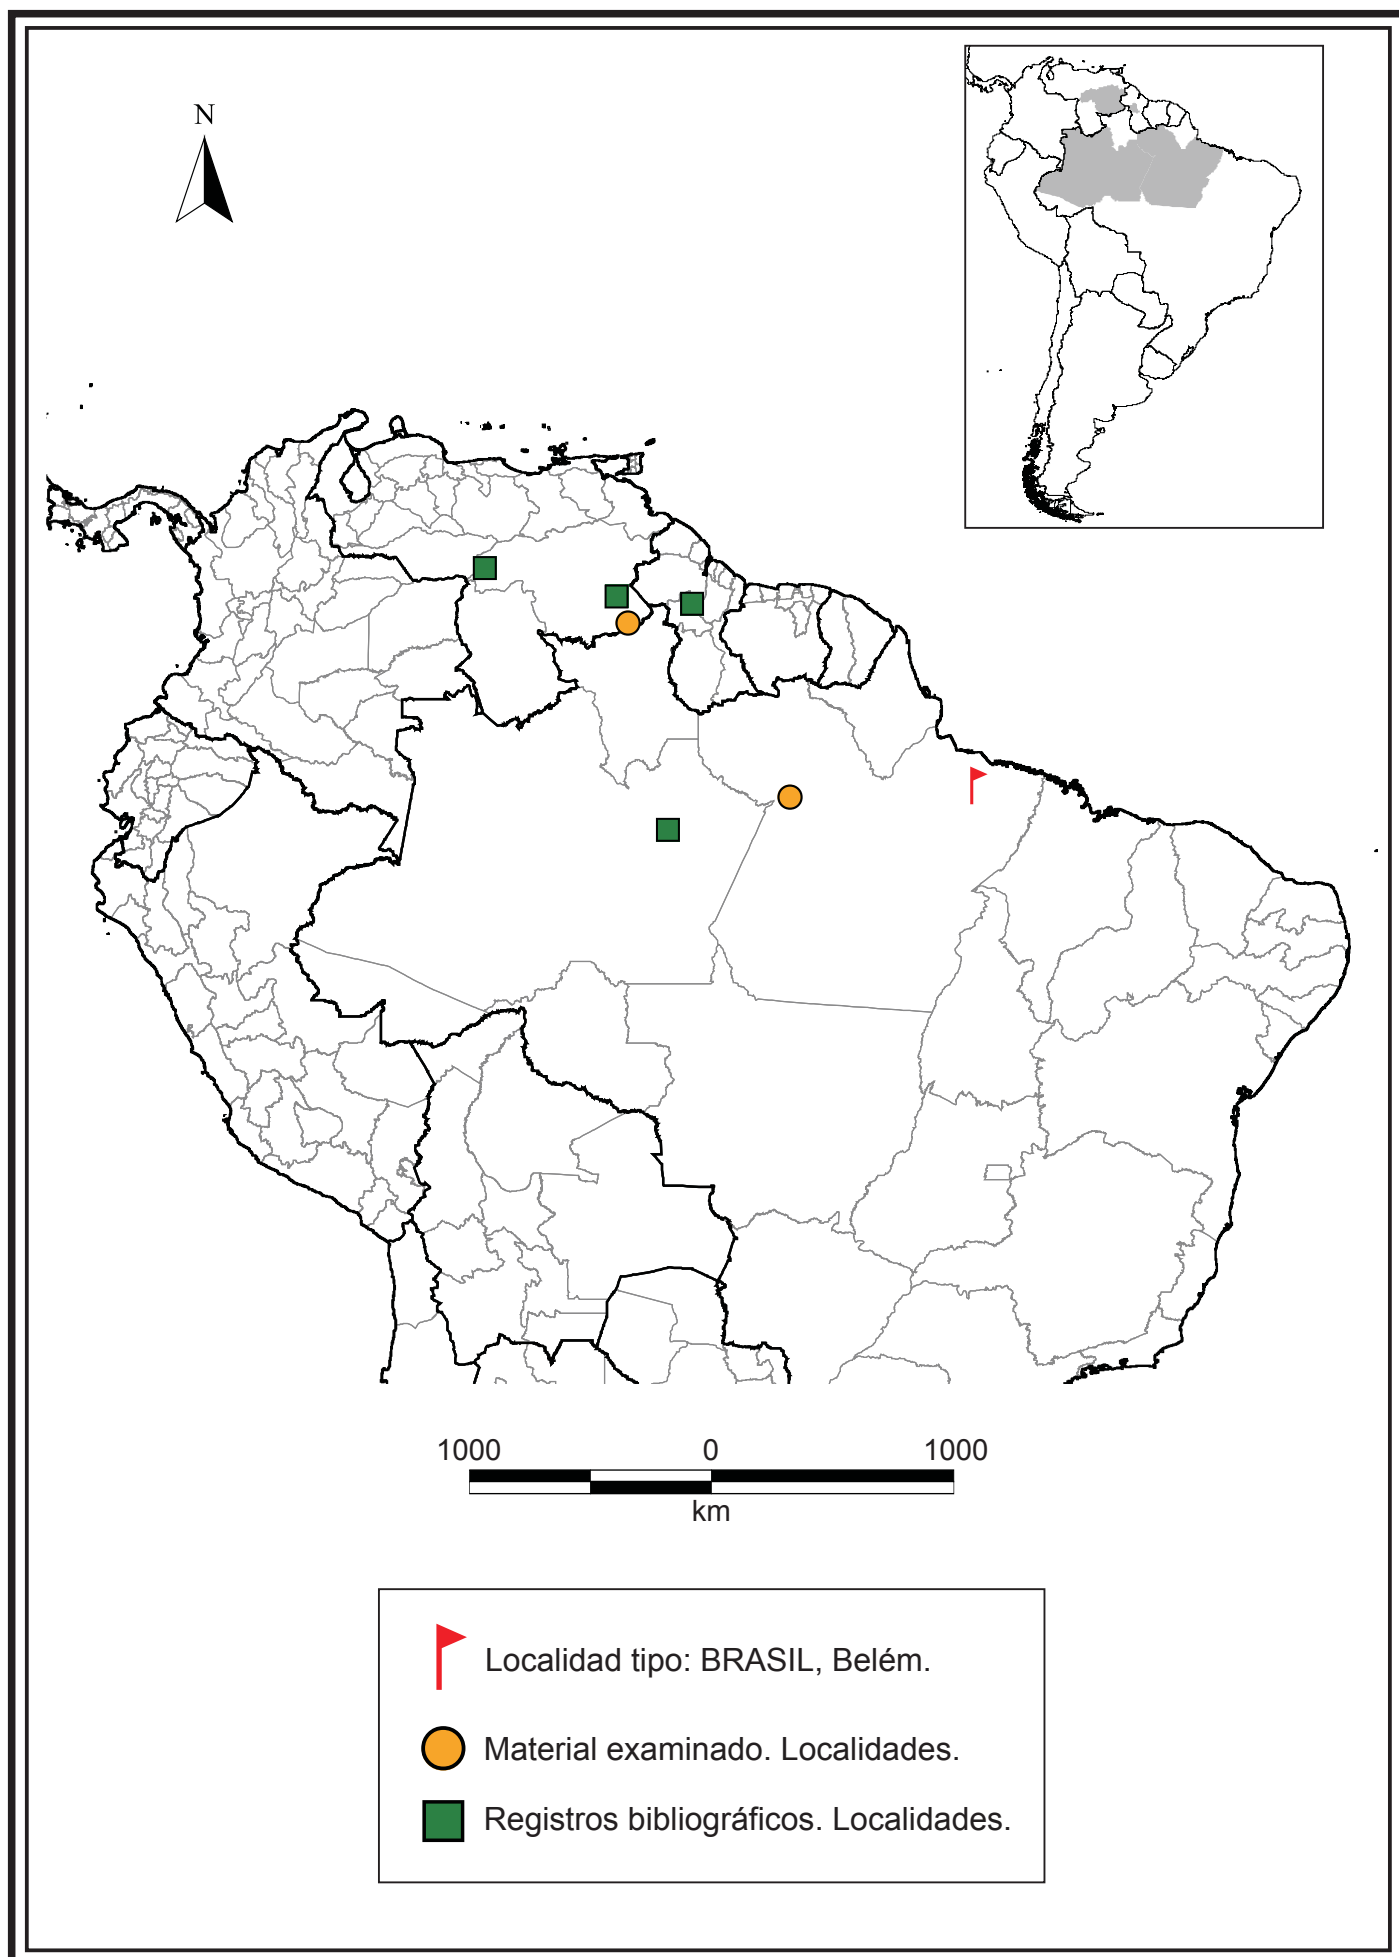 N
1000 0 1000
km
Localidad tipo: BRASIL, Belém.
Material examinado. Localidades.
Registros bibliográficos. Localidades.